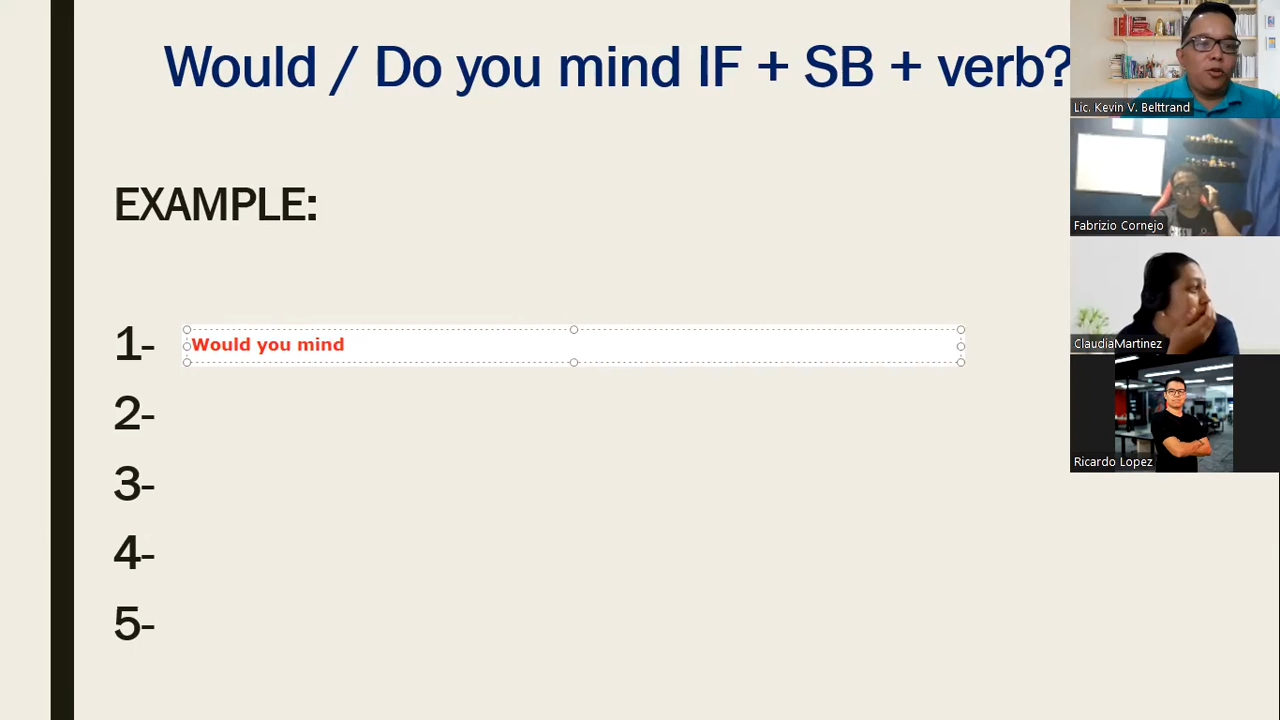 Would / Do you mind IF + SB + verb?
EXAMPLE:
1- Would you mind
2-
3-
4-
5-
Lic. Kevin V. Belttrand
Fabrizio Cornejo
ClaudiaMartinez
Ricardo Lopez